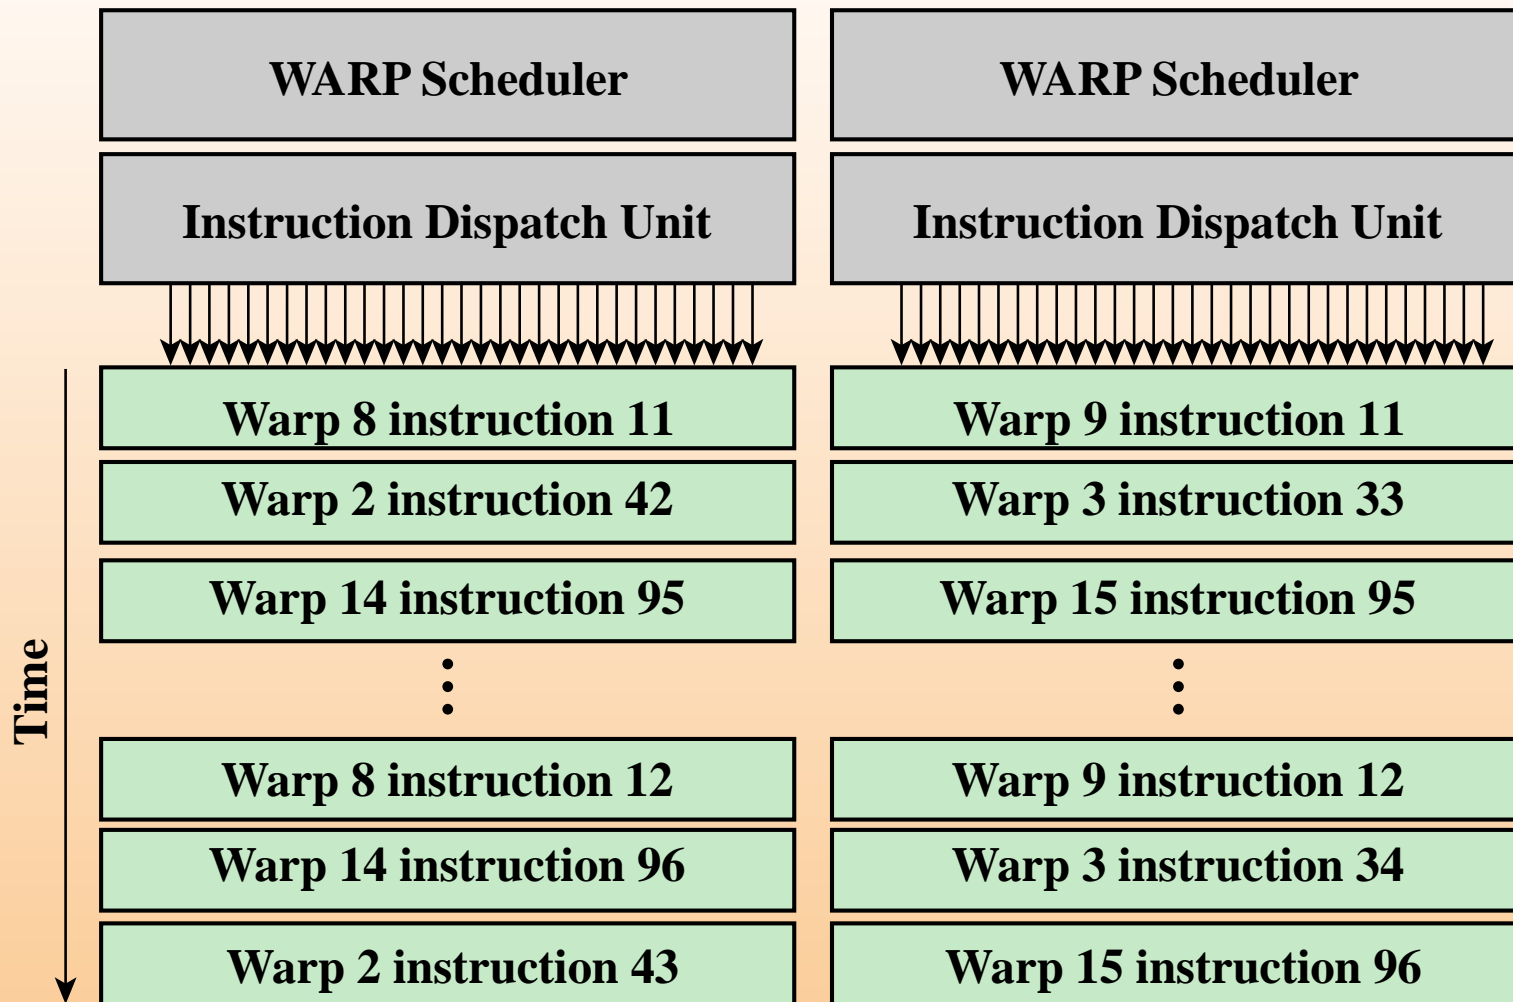 WARP Scheduler
Instruction Dispatch Unit
Warp 8 instruction 11
Warp 2 instruction 42
Warp 14 instruction 95
Warp 8 instruction 12
Warp 14 instruction 96
Warp 2 instruction 43
WARP Scheduler
Instruction Dispatch Unit
Warp 9 instruction 11
Warp 3 instruction 33
Warp 15 instruction 95
Warp 9 instruction 12
Warp 3 instruction 34
Warp 15 instruction 96
Time